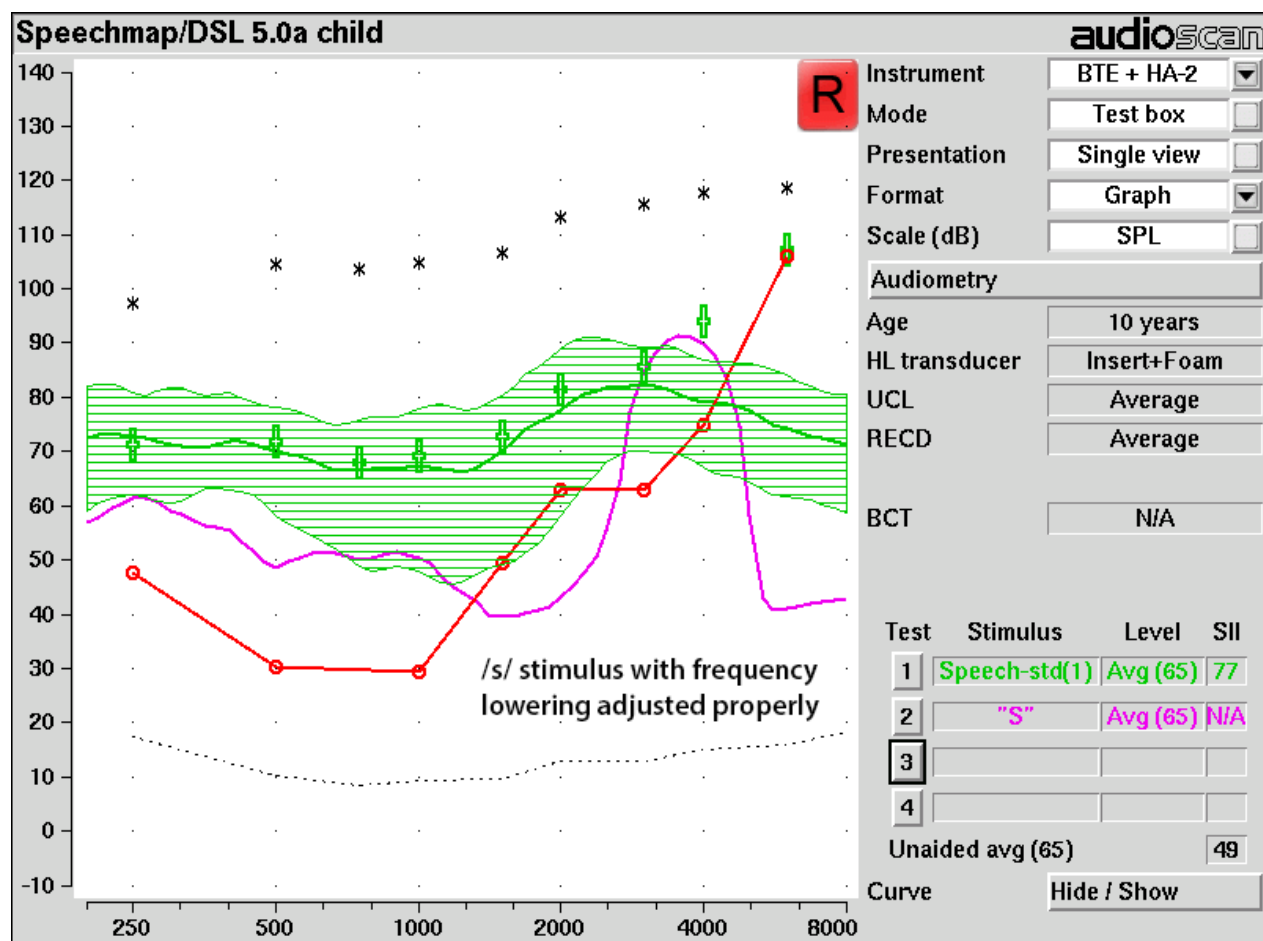 Speechmap/DSL 5.0a child
audioscan
140
130
120
110
100
90
80
70
60
50
40
30
20
10
0
-10
R
/s/ stimulus with frequency
lowering adjusted properly
250 500 1000 2000 4000 8000
Instrument BTE + HA-2
Mode Test box
Presentation Single view
Format Graph
Scale (dB) SPL
Audiometry
Age 10 years
HL transducer Insert+Foam
UCL Average
RECD Average
BCT N/A
Test Stimulus Level SII
1 Speech-std(1) Avg (65) 77
2 "S" Avg (65) N/A
3
4
Unaided avg (65) 49
Curve Hide / Show